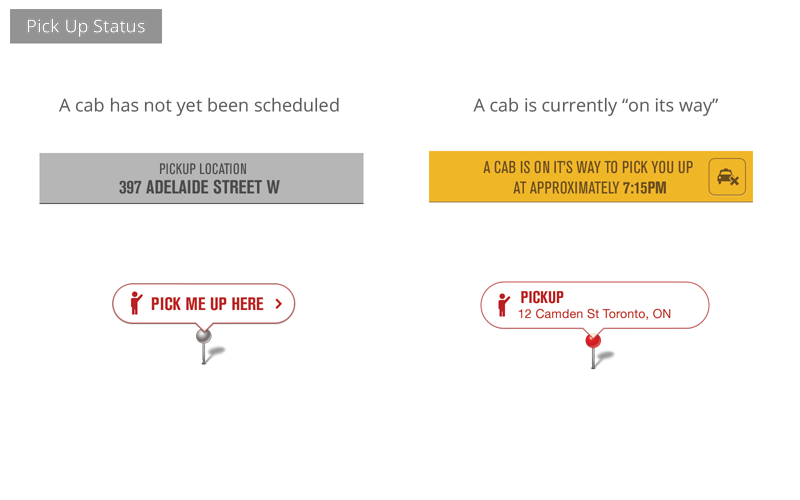 Pick Up Status
A cab has not yet been scheduled
PICKUP LOCATION
397 ADELAIDE STREET W
PICK ME UP HERE
A cab is currently “on its way”
A CAB IS ON IT'S WAY TO PICK YOU UP
AT APPROXIMATELY 7:15PM
PICKUP
12 Camden St Toronto, ON